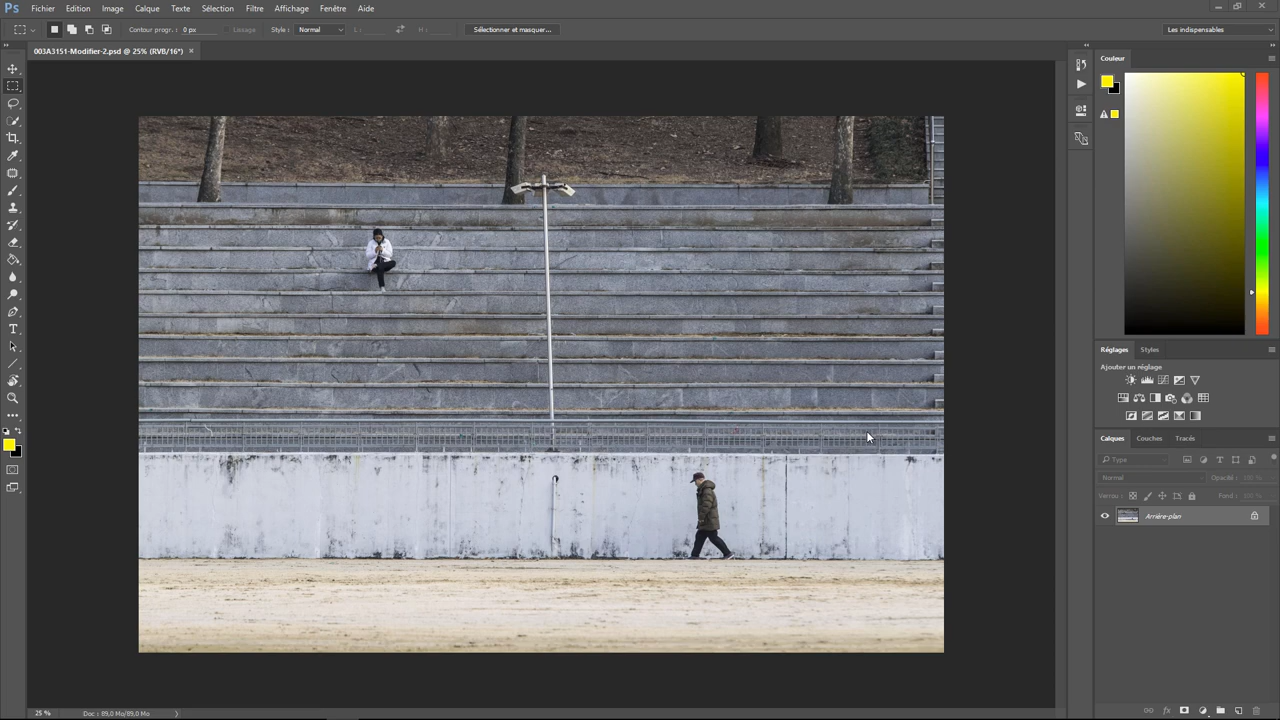 Ps Fichier Edition Image Calque Texte Sélection Filtre Affichage Fenêtre Aide
Contour progr. : 0 px Lissage Style : Normal L : H : Sélectionner et masquer... Les indispensables
003A3151-Modifier-2.psd @ 25% (RVB/16*) ×
Couleur
Réglages Styles
Ajouter un réglage
Calques Couches Tracés
Type
Normal Opacité : 100 %
Verrou : Fond : 100 %
Arrière-plan
25 % Doc : 89,0 Mo/89,0 Mo